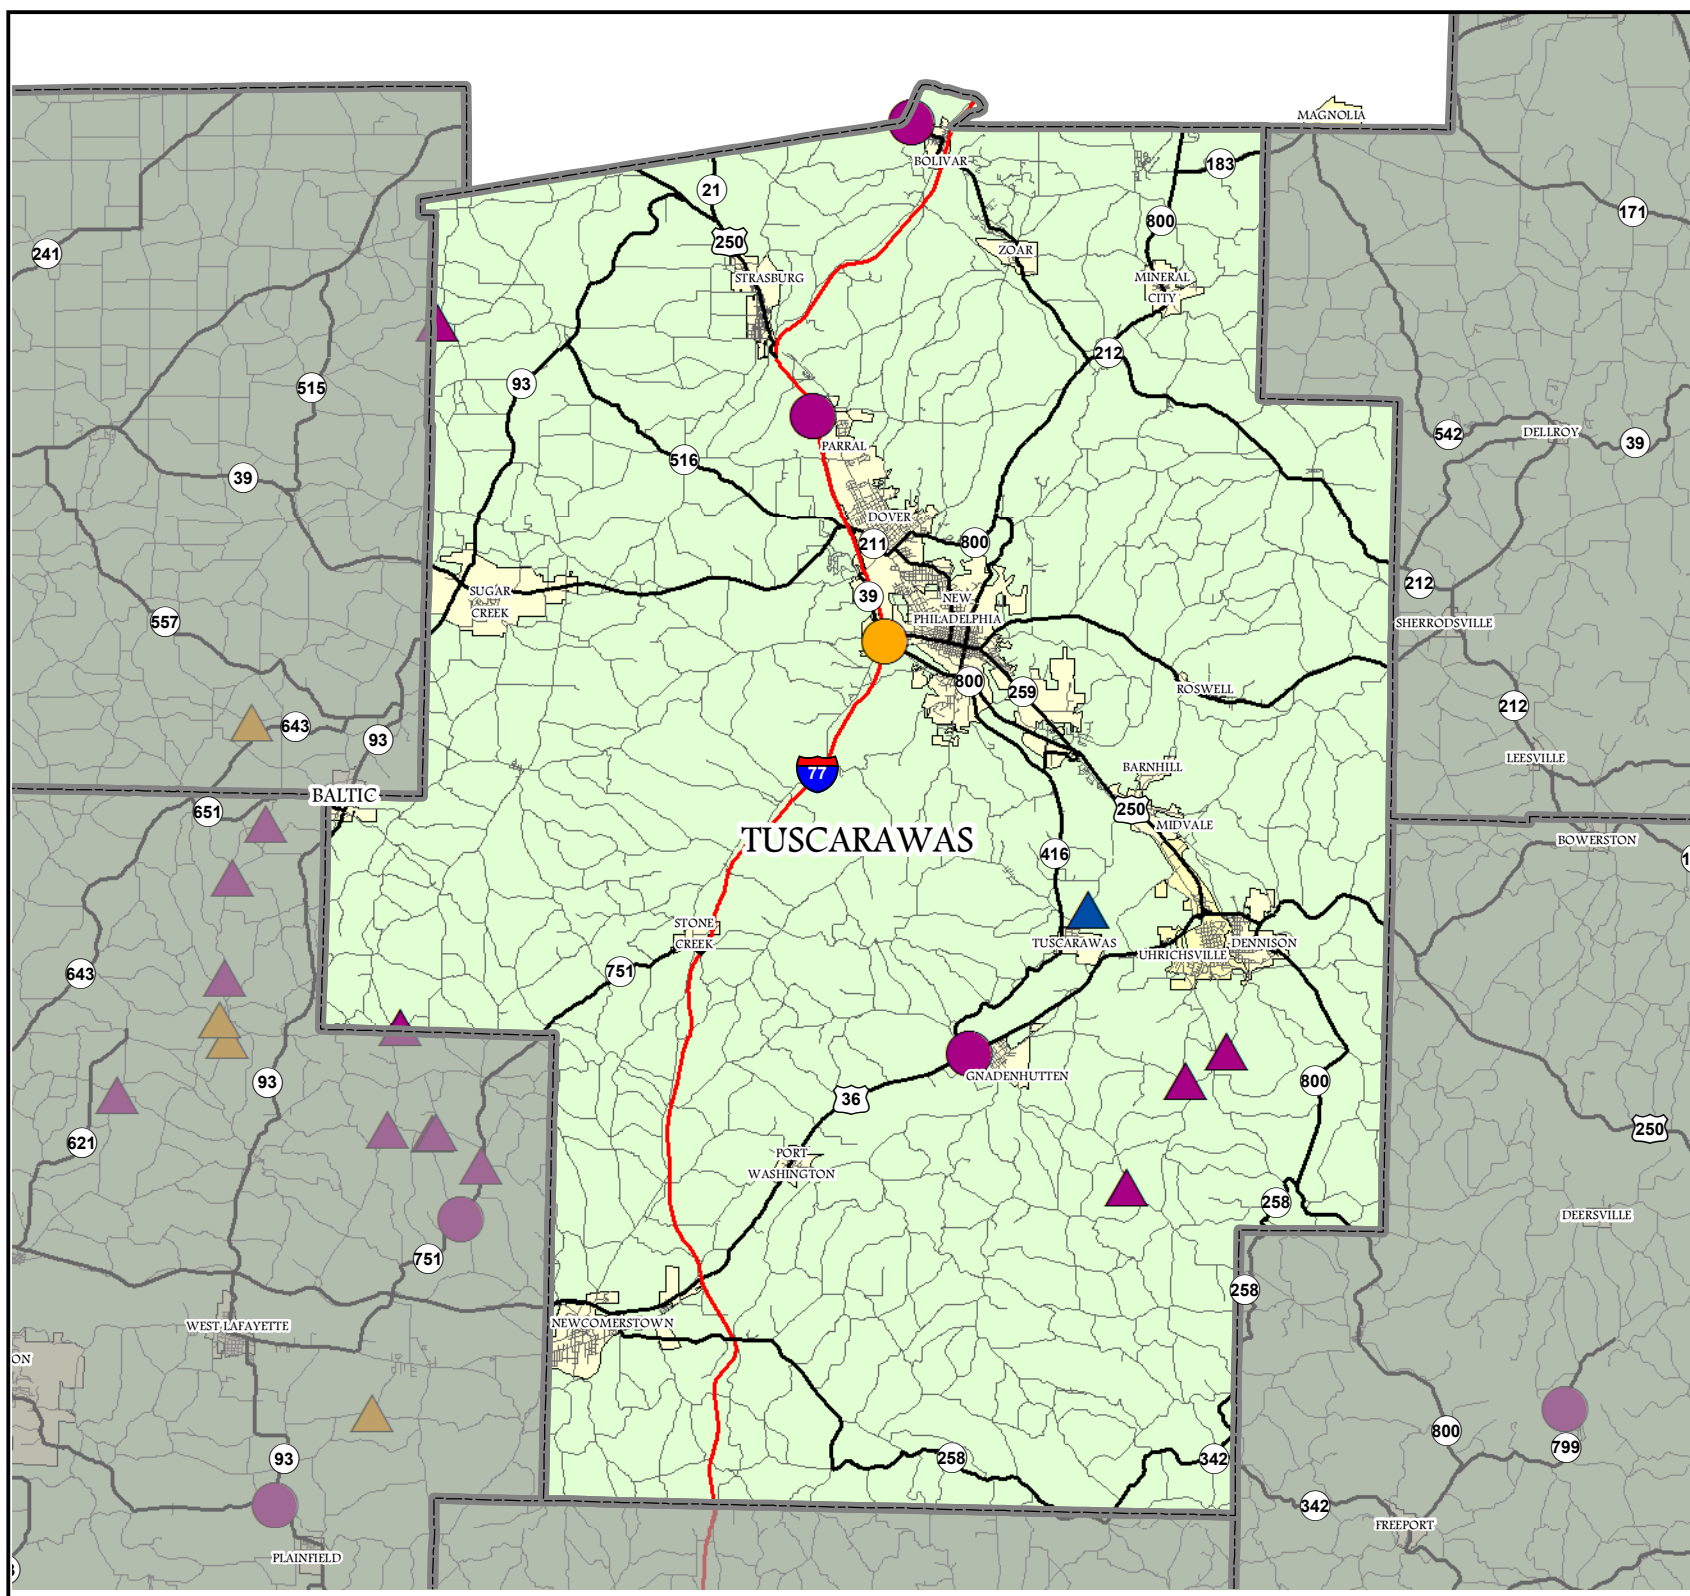 MAGNOLIA
BOLIVAR
183
21
171
800
250
241
ZOAR
STRASBURG
MINERAL
CITY
212
93
515
542
DELLROY
39
PARRAL
516
39
DOVER
211
800
212
SUGAR
CREEK
39
NEW
PHILADELPHIA
557
SHERRODSVILLE
800
259
ROSWELL
212
643
93
LEESVILLE
77
BARNHILL
BALTIC
651
250
MIDVALE
TUSCARAWAS
BOWERSTON
416
1
STONE
CREEK
TUSCARAWAS
DENNISON
UHRICHSVILLE
643
751
93
GNADENHUTTEN
800
36
250
621
PORT
WASHINGTON
258
DEERSVILLE
751
258
WEST LAFAYETTE
NEWCOMERSTOWN
ON
800
799
93
258
342
342
FREEPORT
PLAINFIELD